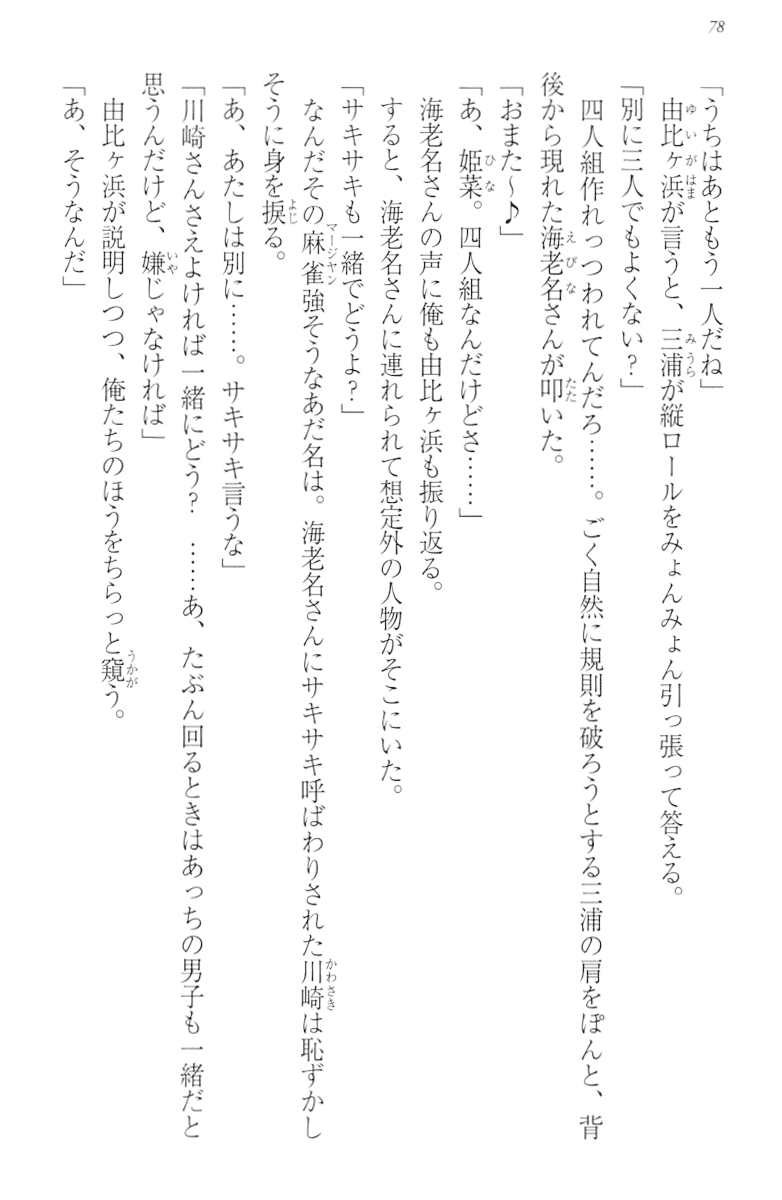 78
「うちはあともう一人だね」
由比ヶ浜が言うと、三浦が縦ロールをみょんみょん引っ張って答える。
「別に三人でもよくない？」
四人組作れっつわれてんだろ……。ごく自然に規則を破ろうとする三浦の肩をぽんと、背
後から現れた海老名さんが叩いた。
「おまた〜♪」
「あ、姫菜。四人組なんだけどさ……」
海老名さんの声に俺も由比ヶ浜も振り返る。
すると、海老名さんに連れられて想定外の人物がそこにいた。
「サキサキも一緒でどうよ？」
なんだその麻雀強そうなあだ名は。海老名さんにサキサキ呼ばわりされた川崎は恥ずかし
そうに身を捩る。
「あ、あたしは別に……。サキサキ言うな」
「川崎さんさえよければ一緒にどう？　……あ、たぶん回るときはあっちの男子も一緒だと
思うんだけど、嫌じゃなければ」
由比ヶ浜が説明しつつ、俺たちのほうをちらっと窺う。
「あ、そうなんだ」